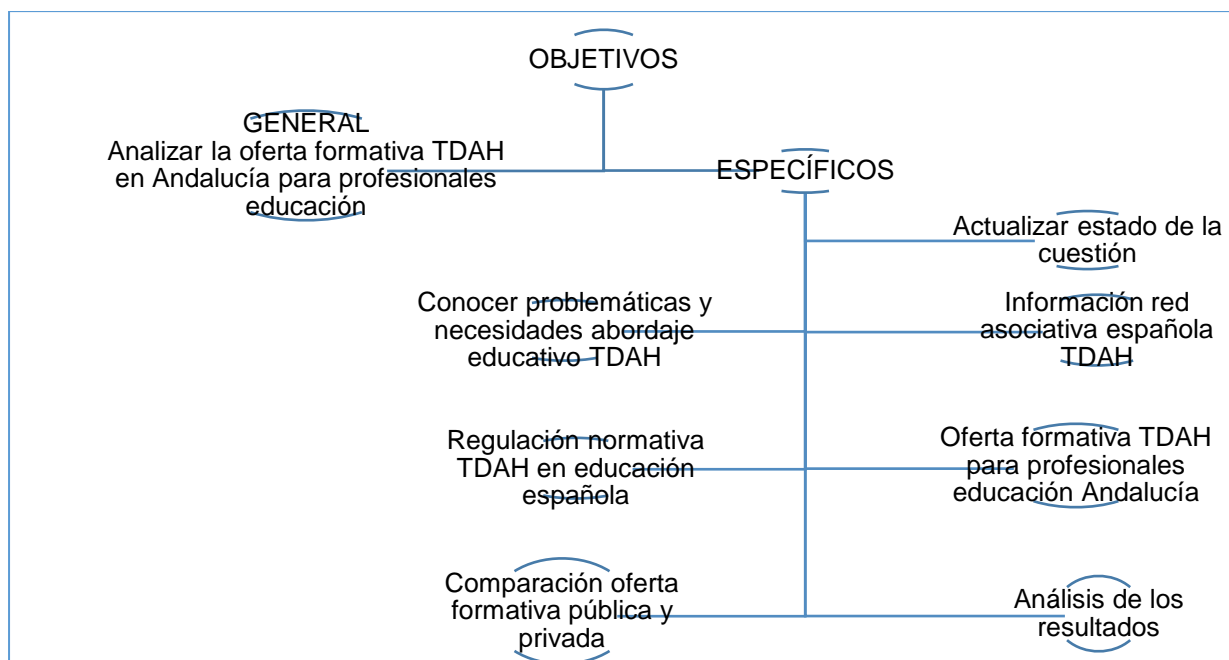 OBJETIVOS
GENERAL
Analizar la oferta formativa TDAH
en Andalucía para profesionales
educación
ESPECÍFICOS
Actualizar estado de la
cuestión
Conocer problemáticas y
necesidades abordaje
educativo TDAH
Información red
asociativa española
TDAH
Regulación normativa
TDAH en educación
española
Oferta formativa TDAH
para profesionales
educación Andalucía
Comparación oferta
formativa pública y
privada
Análisis de los
resultados